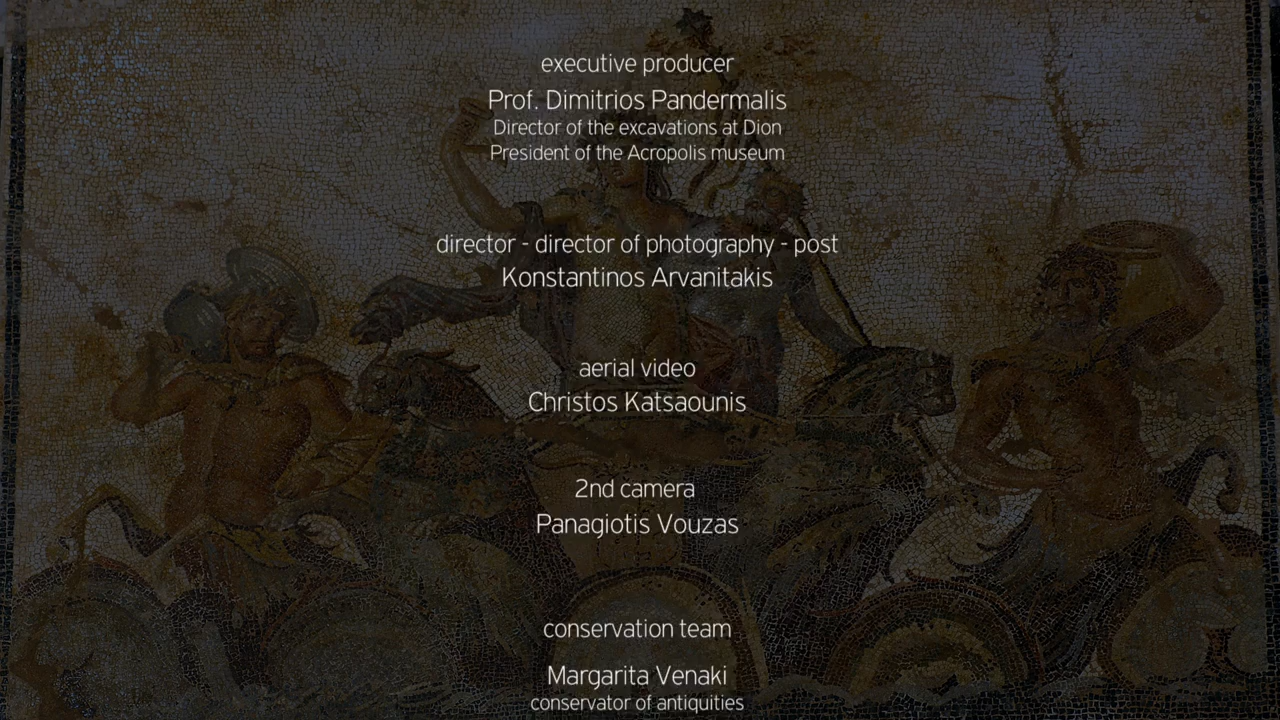 executive producer
Prof. Dimitrios Pandermalis
Director of the excavations at Dion
President of the Acropolis museum
director - director of photography - post
Konstantinos Arvanitakis
aerial video
Christos Katsaounis
2nd camera
Panagiotis Vouzas
conservation team
Margarita Venaki
conservator of antiquities